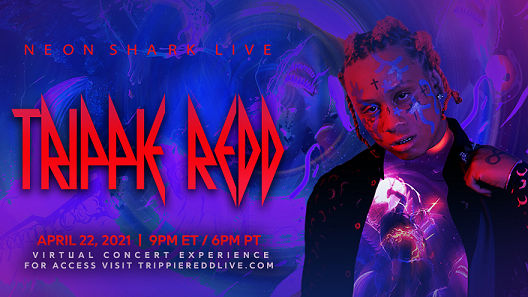 NEON SHARK LIVE
TRIPPIE REDD
APRIL 22, 2021 | 9PM ET / 6PM PT
VIRTUAL CONCERT EXPERIENCE
FOR ACCESS VISIT TRIPPIEREDDLIVE.COM